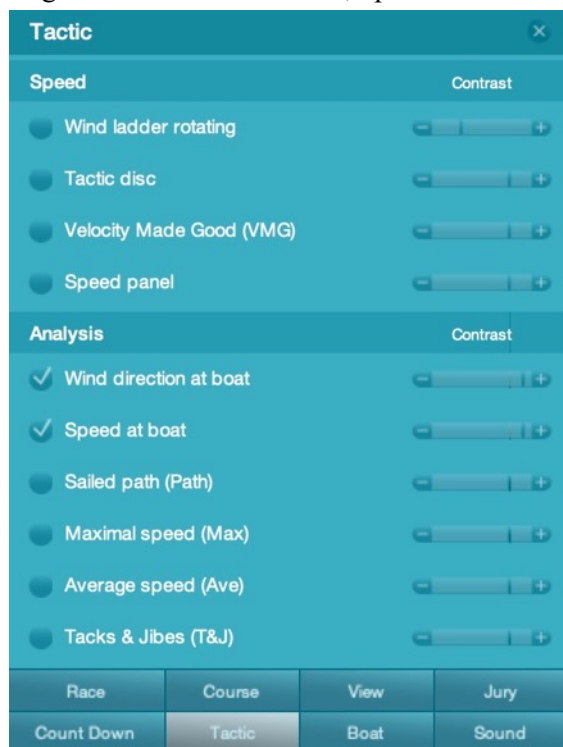 Tactic
Speed Contrast
Wind ladder rotating
Tactic disc
Velocity Made Good (VMG)
Speed panel
Analysis Contrast
Wind direction at boat
Speed at boat
Sailed path (Path)
Maximal speed (Max)
Average speed (Ave)
Tacks & Jibes (T&J)
Race Course View Jury
Count Down Tactic Boat Sound